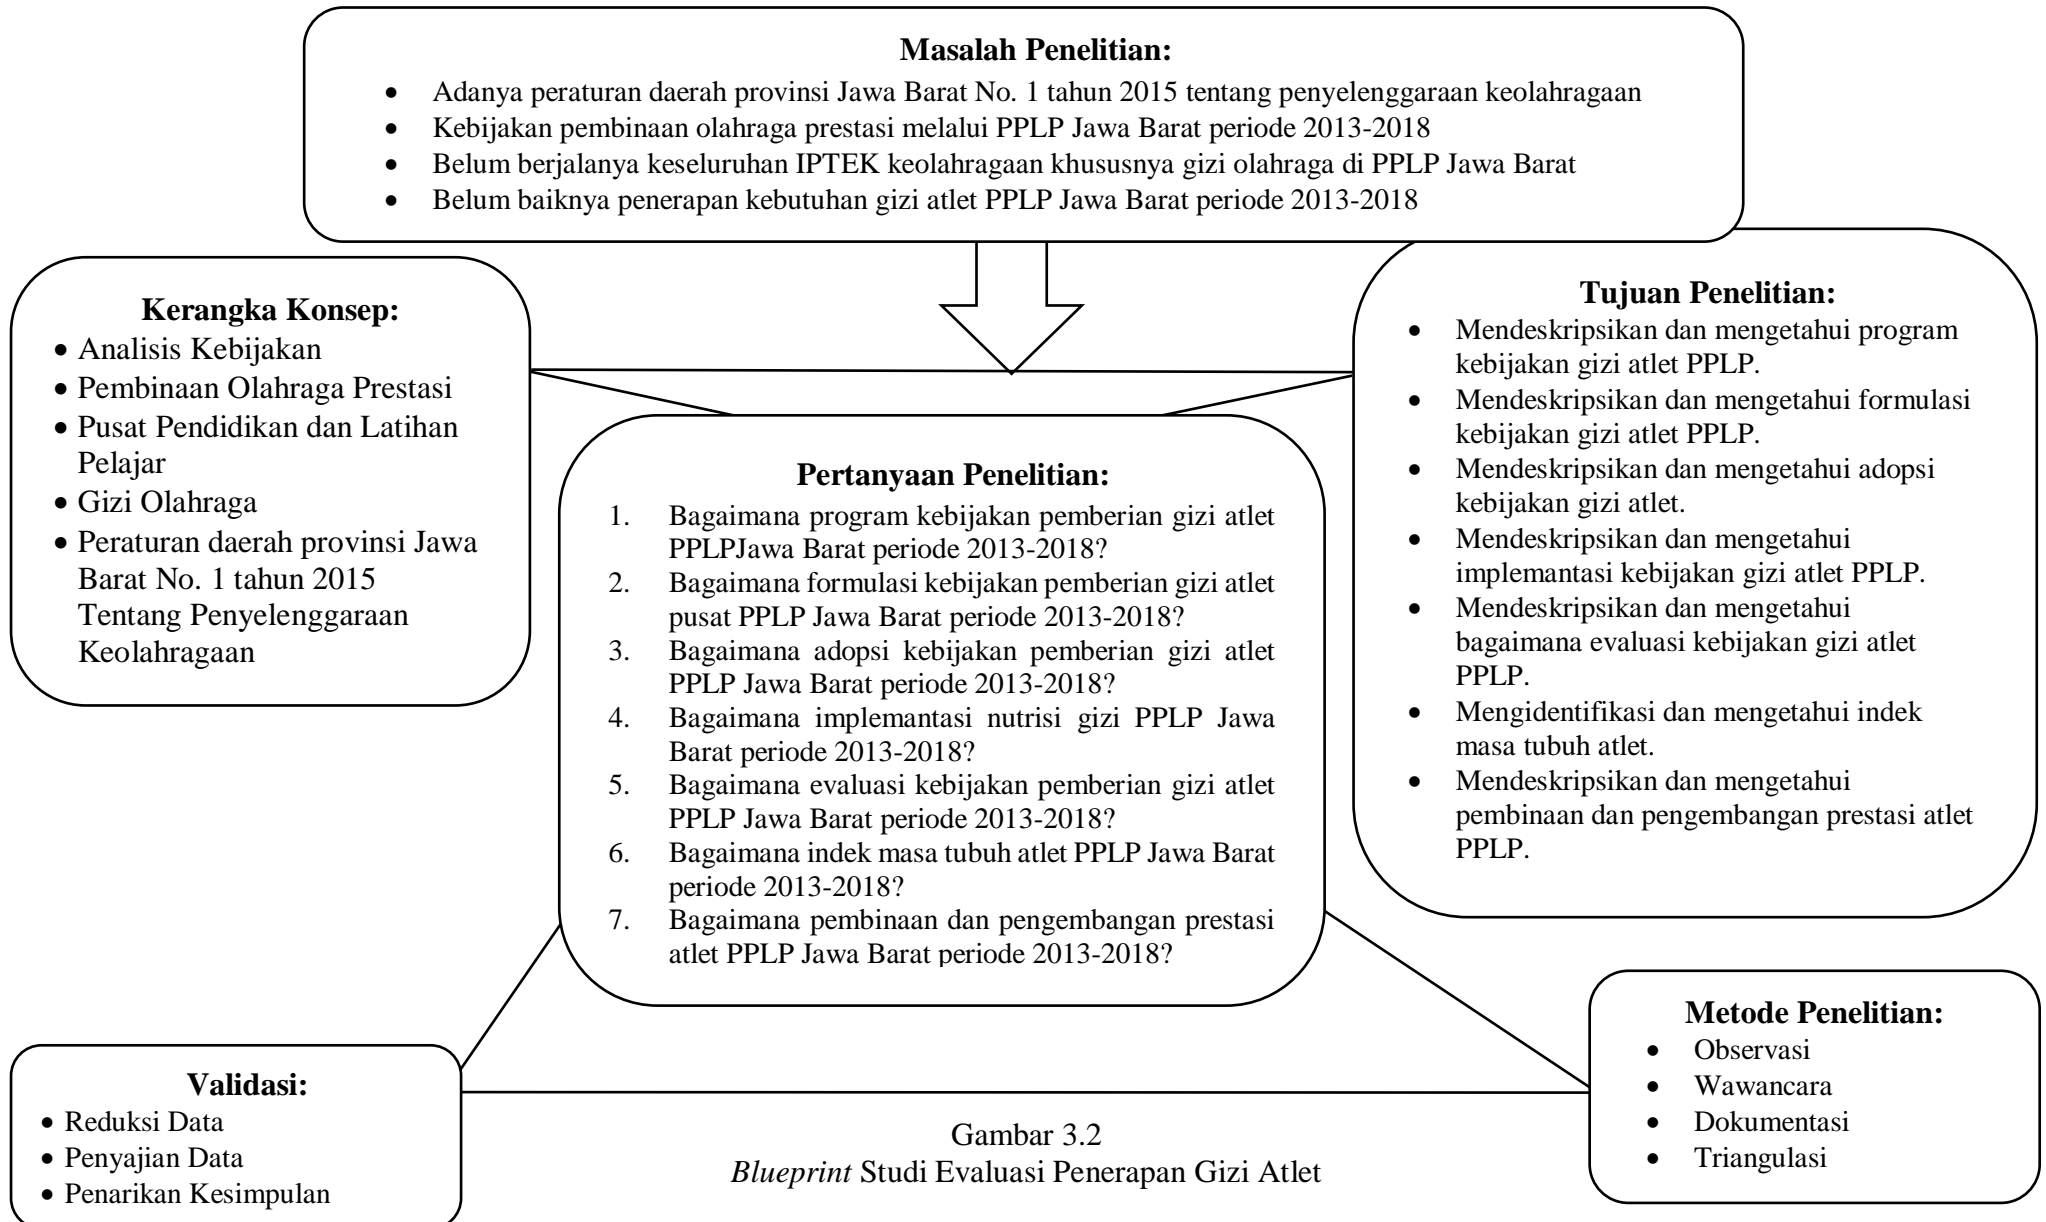 Masalah Penelitian:
• Adanya peraturan daerah provinsi Jawa Barat No. 1 tahun 2015 tentang penyelenggaraan keolahragaan
• Kebijakan pembinaan olahraga prestasi melalui PPLP Jawa Barat periode 2013-2018
• Belum berjalanya keseluruhan IPTEK keolahragaan khususnya gizi olahraga di PPLP Jawa Barat
• Belum baiknya penerapan kebutuhan gizi atlet PPLP Jawa Barat periode 2013-2018
Kerangka Konsep:
• Analisis Kebijakan
• Pembinaan Olahraga Prestasi
• Pusat Pendidikan dan Latihan
Pelajar
• Gizi Olahraga
• Peraturan daerah provinsi Jawa
Barat No. 1 tahun 2015
Tentang Penyelenggaraan
Keolahragaan
Pertanyaan Penelitian:
1. Bagaimana program kebijakan pemberian gizi atlet
PPLPJawa Barat periode 2013-2018?
2. Bagaimana formulasi kebijakan pemberian gizi atlet
pusat PPLP Jawa Barat periode 2013-2018?
3. Bagaimana adopsi kebijakan pemberian gizi atlet
PPLP Jawa Barat periode 2013-2018?
4. Bagaimana implemantasi nutrisi gizi PPLP Jawa
Barat periode 2013-2018?
5. Bagaimana evaluasi kebijakan pemberian gizi atlet
PPLP Jawa Barat periode 2013-2018?
6. Bagaimana indek masa tubuh atlet PPLP Jawa Barat
periode 2013-2018?
7. Bagaimana pembinaan dan pengembangan prestasi
atlet PPLP Jawa Barat periode 2013-2018?
Tujuan Penelitian:
• Mendeskripsikan dan mengetahui program
kebijakan gizi atlet PPLP.
• Mendeskripsikan dan mengetahui formulasi
kebijakan gizi atlet PPLP.
• Mendeskripsikan dan mengetahui adopsi
kebijakan gizi atlet.
• Mendeskripsikan dan mengetahui
implemantasi kebijakan gizi atlet PPLP.
• Mendeskripsikan dan mengetahui
bagaimana evaluasi kebijakan gizi atlet
PPLP.
• Mengidentifikasi dan mengetahui indek
masa tubuh atlet.
• Mendeskripsikan dan mengetahui
pembinaan dan pengembangan prestasi atlet
PPLP.
Validasi:
• Reduksi Data
• Penyajian Data
• Penarikan Kesimpulan
Metode Penelitian:
• Observasi
• Wawancara
• Dokumentasi
• Triangulasi
Gambar 3.2
Blueprint Studi Evaluasi Penerapan Gizi Atlet